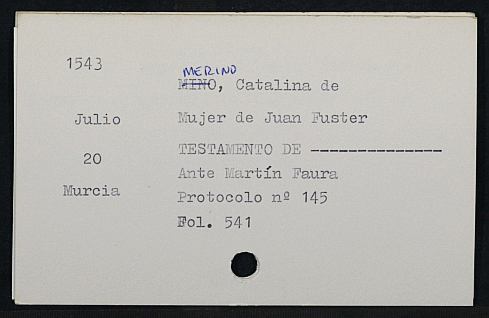 1543
MERINO
MINO, Catalina de
Julio
Mujer de Juan Fuster
20
TESTAMENTO DE --------------
Ante Martín Faura
Murcia
Protocolo nº 145
Fol. 541